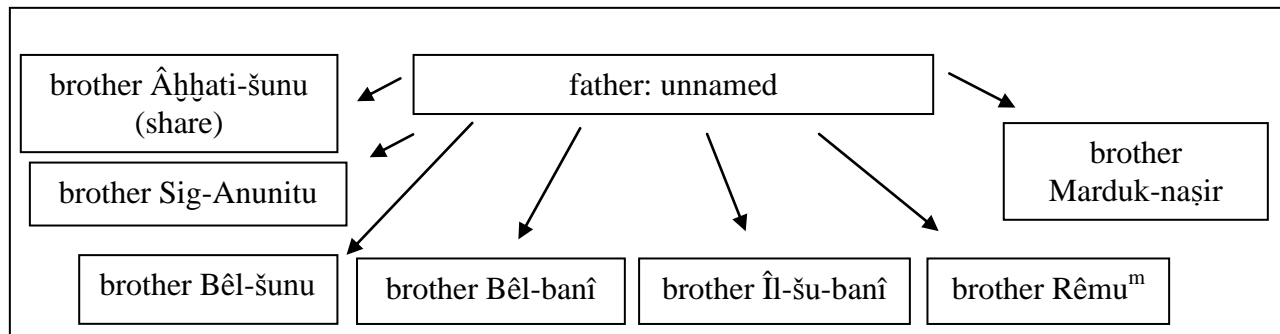 brother Âḫḫati-šunu
(share)
father: unnamed
brother Sig-Anunitu
brother
Marduk-naṣir
brother Bêl-šunu
brother Bêl-banî
brother Îl-šu-banî
brother Rêmuᵐ